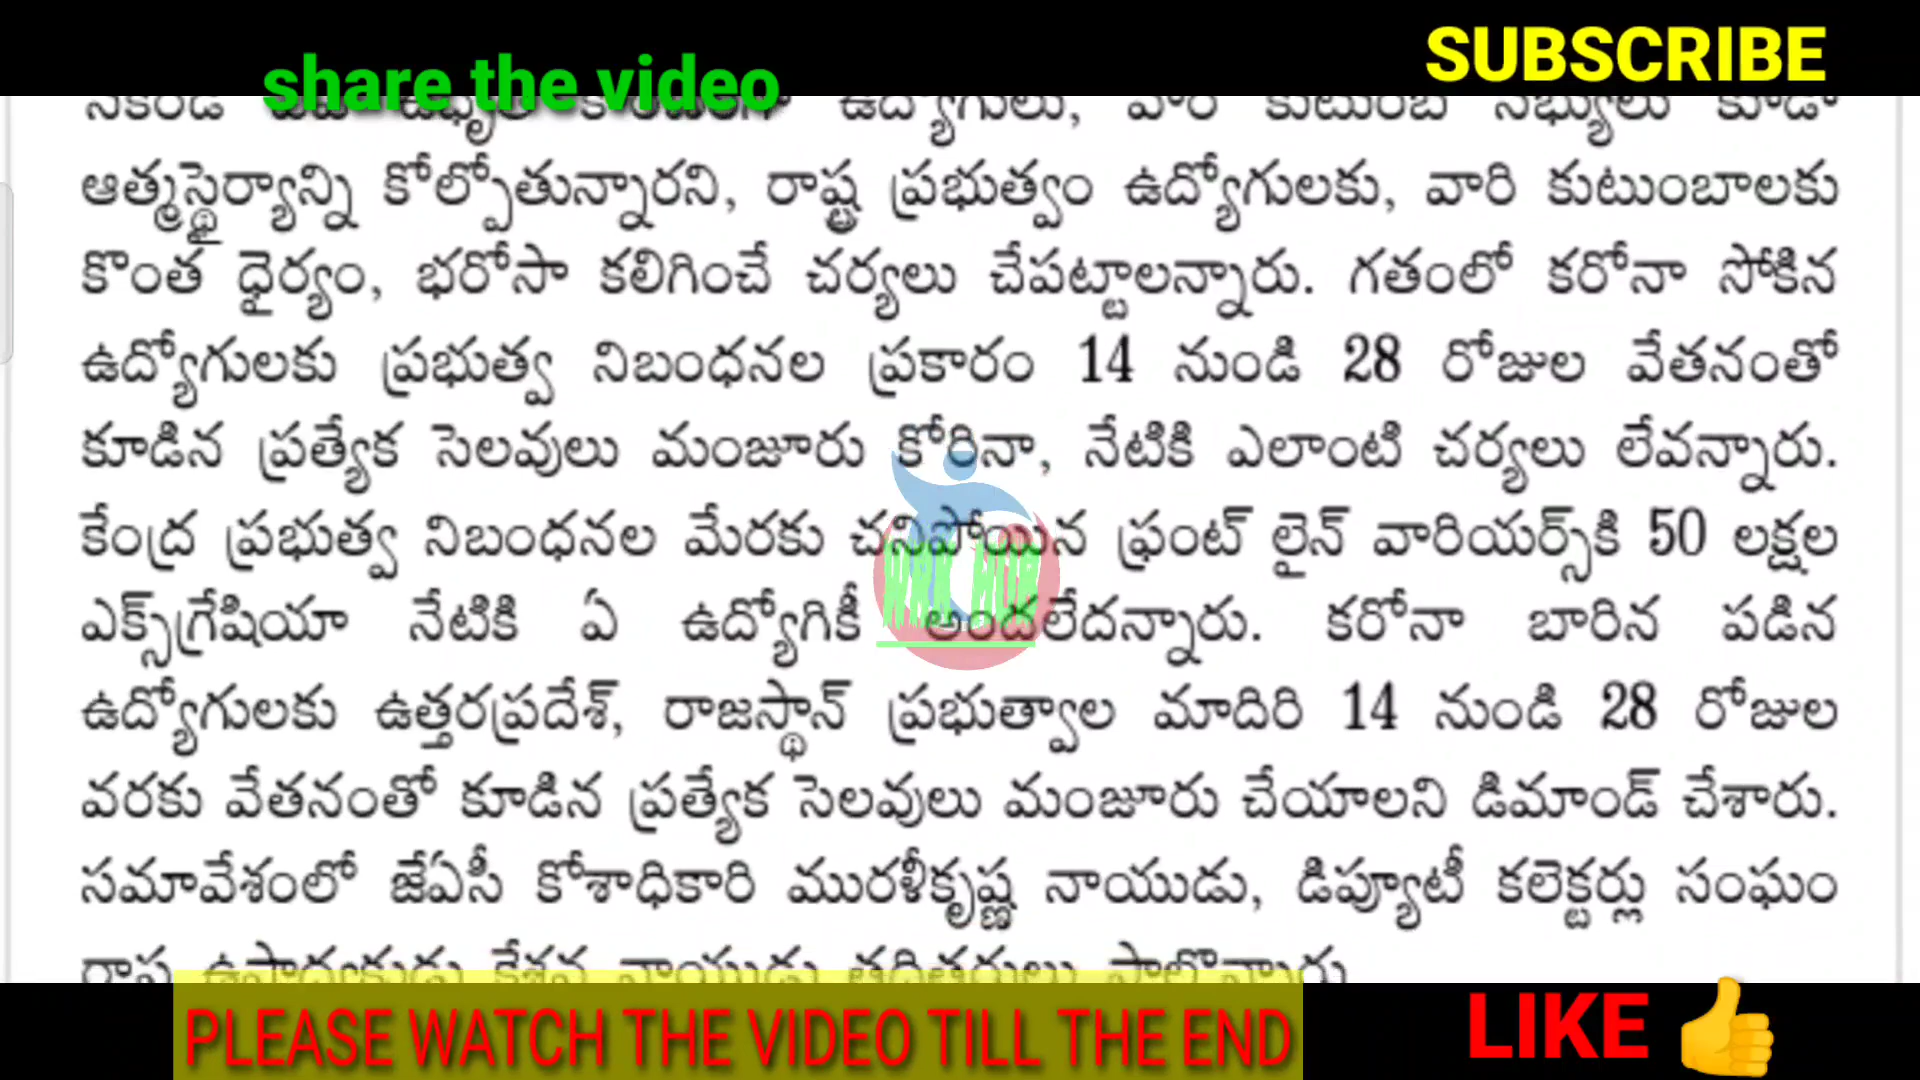 SUBSCRIBE
share the video
ఉద్యోగులు, వారి కుటుంబ సభ్యులు కూడా
ఆత్మస్థైర్యాన్ని కోల్పోతున్నారని, రాష్ట్ర ప్రభుత్వం ఉద్యోగులకు, వారి కుటుంబాలకు
కొంత ధైర్యం, భరోసా కలిగించే చర్యలు చేపట్టాలన్నారు. గతంలో కరోనా సోకిన
ఉద్యోగులకు ప్రభుత్వ నిబంధనల ప్రకారం 14 నుండి 28 రోజుల వేతనంతో
కూడిన ప్రత్యేక సెలవులు మంజూరు కోరినా, నేటికి ఎలాంటి చర్యలు లేవన్నారు.
కేంద్ర ప్రభుత్వ నిబంధనల మేరకు చనిపోయిన ఫ్రంట్ లైన్ వారియర్స్‌కి 50 లక్షల
ఎక్స్‌గ్రేషియా నేటికి ఏ ఉద్యోగికీ అందలేదన్నారు. కరోనా బారిన పడిన
ఉద్యోగులకు ఉత్తరప్రదేశ్, రాజస్థాన్ ప్రభుత్వాల మాదిరి 14 నుండి 28 రోజుల
వరకు వేతనంతో కూడిన ప్రత్యేక సెలవులు మంజూరు చేయాలని డిమాండ్ చేశారు.
సమావేశంలో జేఏసీ కోశాధికారి మురళీకృష్ణ నాయుడు, డిప్యూటీ కలెక్టర్లు సంఘం
PLEASE WATCH THE VIDEO TILL THE END
LIKE